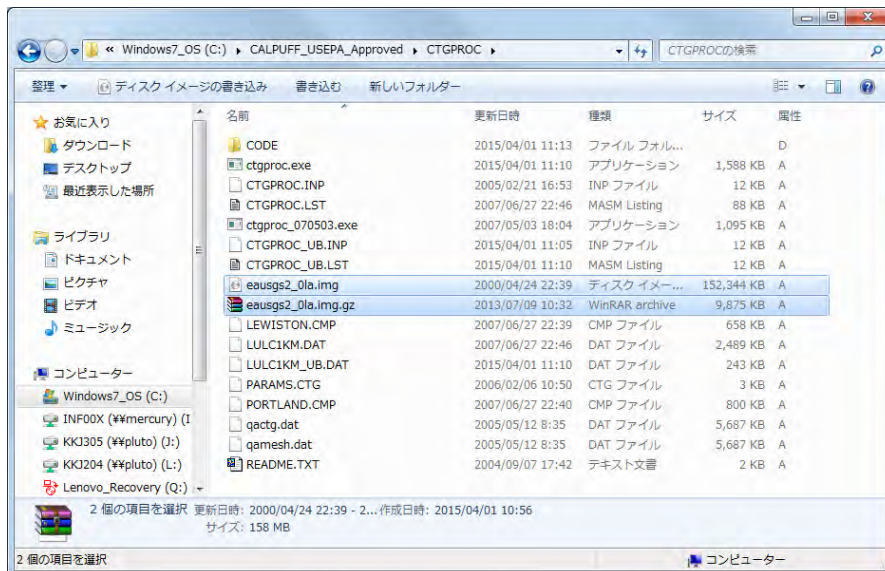 « Windows7_OS (C:) ▸ CALPUFF_USEPA_Approved ▸ CTGPROC ▸ CTGPROCの検索
整理 ▼ ディスク イメージの書き込み 書き込む 新しいフォルダー
お気に入り
ダウンロード
デスクトップ
最近表示した場所
ライブラリ
ドキュメント
ピクチャ
ビデオ
ミュージック
コンピューター
Windows7_OS (C:)
INF00X (¥¥mercury) (I
KKJ305 (¥¥pluto) (J:)
KKJ204 (¥¥pluto) (L:)
Lenovo_Recovery (Q:)
名前 更新日時 種類 サイズ 属性
CODE 2015/04/01 11:13 ファイル フォル... D
ctgproc.exe 2015/04/01 11:10 アプリケーション 1,588 KB A
CTGPROC.INP 2005/02/21 16:53 INP ファイル 12 KB A
CTGPROC.LST 2007/06/27 22:46 MASM Listing 88 KB A
ctgproc_070503.exe 2007/05/03 18:04 アプリケーション 1,095 KB A
CTGPROC_UB.INP 2015/04/01 11:05 INP ファイル 12 KB A
CTGPROC_UB.LST 2015/04/01 11:10 MASM Listing 12 KB A
eausgs2_0la.img 2000/04/24 22:39 ディスク イメー... 152,344 KB A
eausgs2_0la.img.gz 2013/07/09 10:32 WinRAR archive 9,875 KB A
LEWISTON.CMP 2007/06/27 22:39 CMP ファイル 658 KB A
LULC1KM.DAT 2007/06/27 22:46 DAT ファイル 2,489 KB A
LULC1KM_UB.DAT 2015/04/01 11:10 DAT ファイル 243 KB A
PARAMS.CTG 2006/02/06 10:50 CTG ファイル 3 KB A
PORTLAND.CMP 2007/06/27 22:40 CMP ファイル 800 KB A
qactg.dat 2005/05/12 8:35 DAT ファイル 5,687 KB A
qamesh.dat 2005/05/12 8:35 DAT ファイル 5,687 KB A
README.TXT 2004/09/07 17:42 テキスト文書 2 KB A
2 個の項目を選択 更新日時: 2000/04/24 22:39 - 2... 作成日時: 2015/04/01 10:56
サイズ: 158 MB
2 個の項目を選択 コンピューター